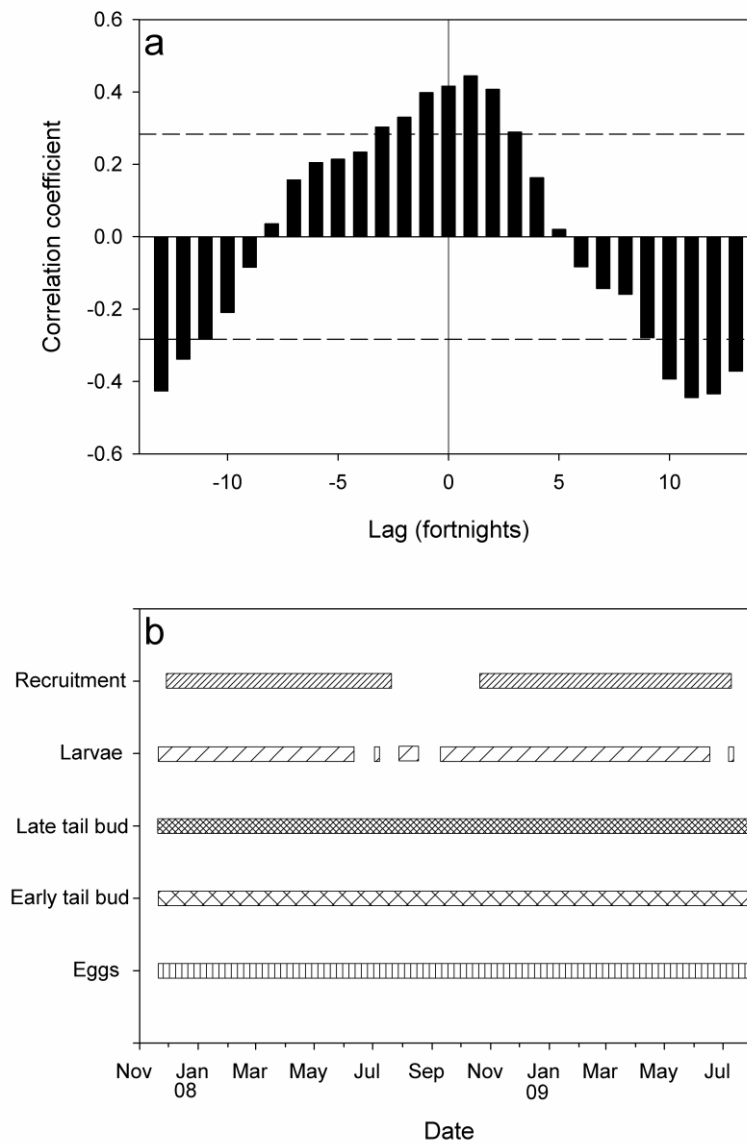 a
0.6
0.4
0.2
0.0
-0.2
-0.4
-0.6
Correlation coefficient
-10 -5 0 5 10
Lag (fortnights)
b
Recruitment
Larvae
Late tail bud
Early tail bud
Eggs
Nov Jan Mar May Jul Sep Nov Jan Mar May Jul
08 09
Date